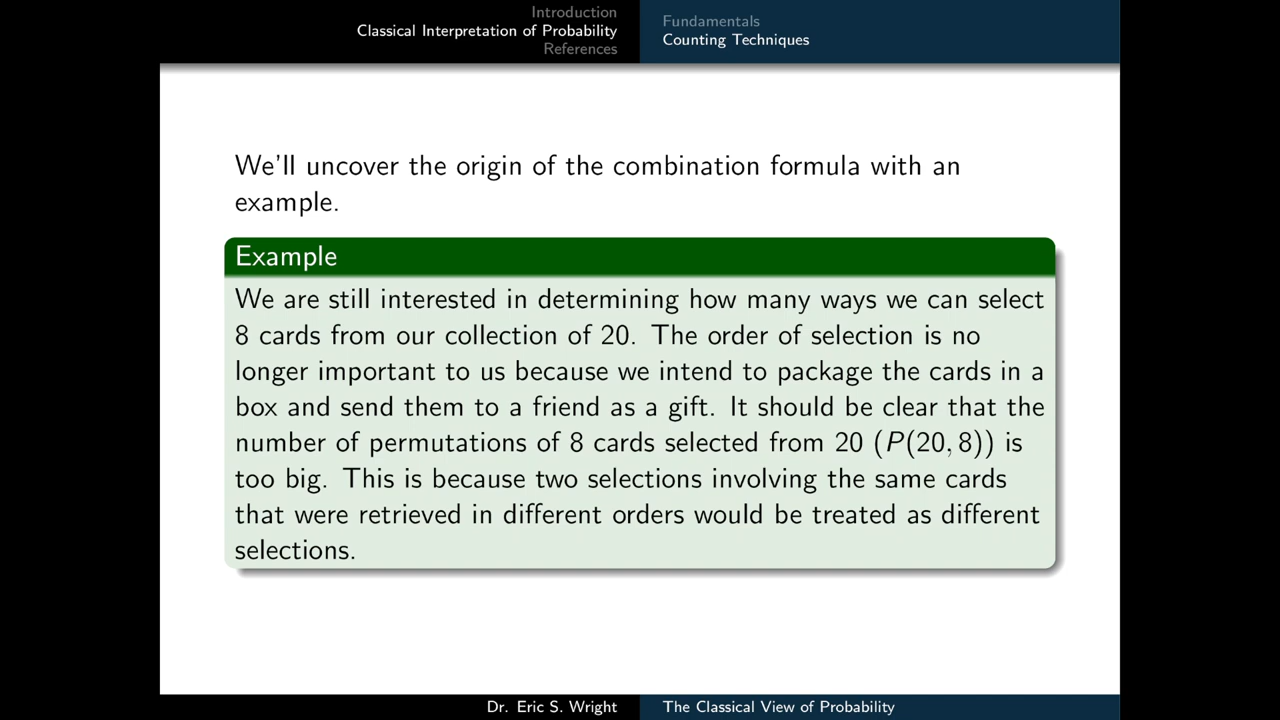 Introduction
Classical Interpretation of Probability
References
Fundamentals
Counting Techniques
We'll uncover the origin of the combination formula with an
example.
Example
We are still interested in determining how many ways we can select
8 cards from our collection of 20. The order of selection is no
longer important to us because we intend to package the cards in a
box and send them to a friend as a gift. It should be clear that the
number of permutations of 8 cards selected from 20 (P(20, 8)) is
too big. This is because two selections involving the same cards
that were retrieved in different orders would be treated as different
selections.
Dr. Eric S. Wright
The Classical View of Probability